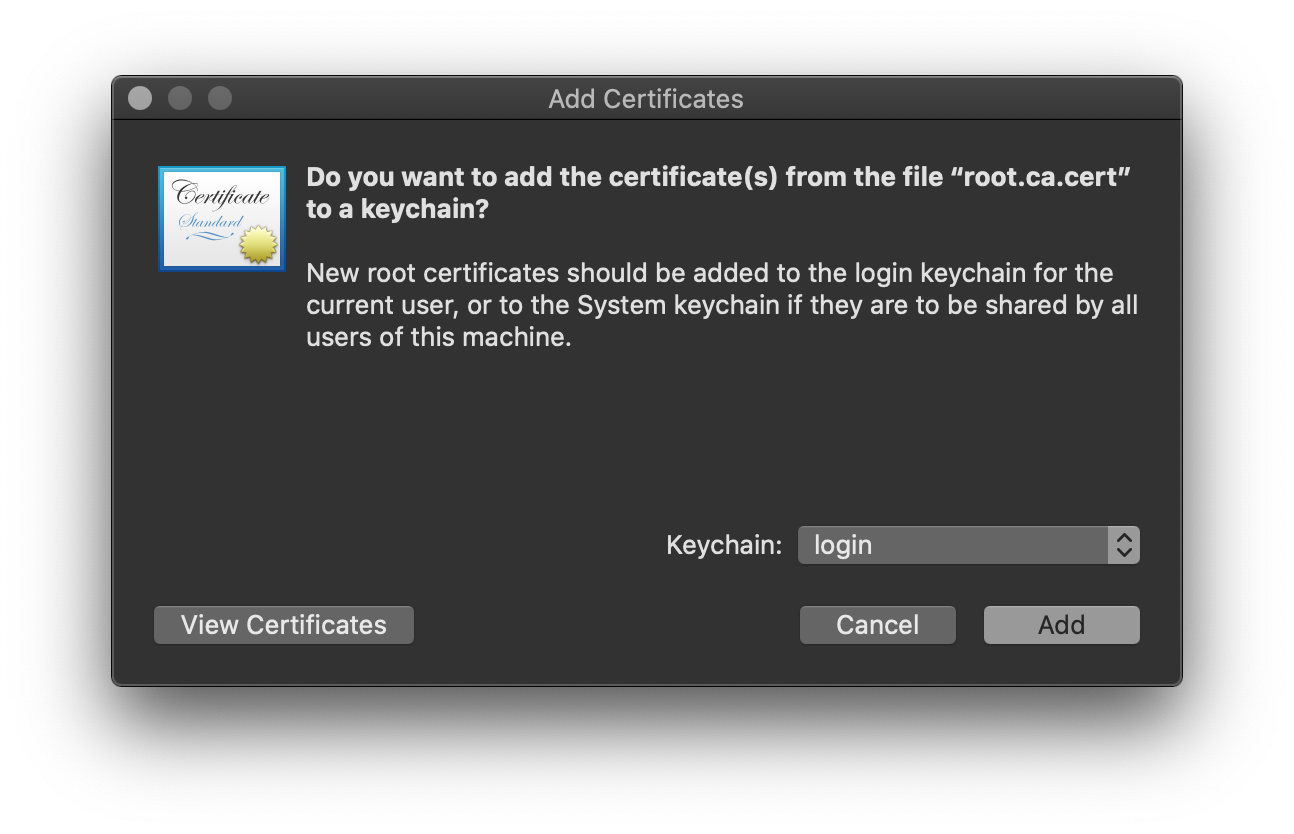 Add Certificates
Certificate
Standard
Do you want to add the certificate(s) from the file “root.ca.cert”
to a keychain?
New root certificates should be added to the login keychain for the
current user, or to the System keychain if they are to be shared by all
users of this machine.
Keychain: login
View Certificates Cancel Add